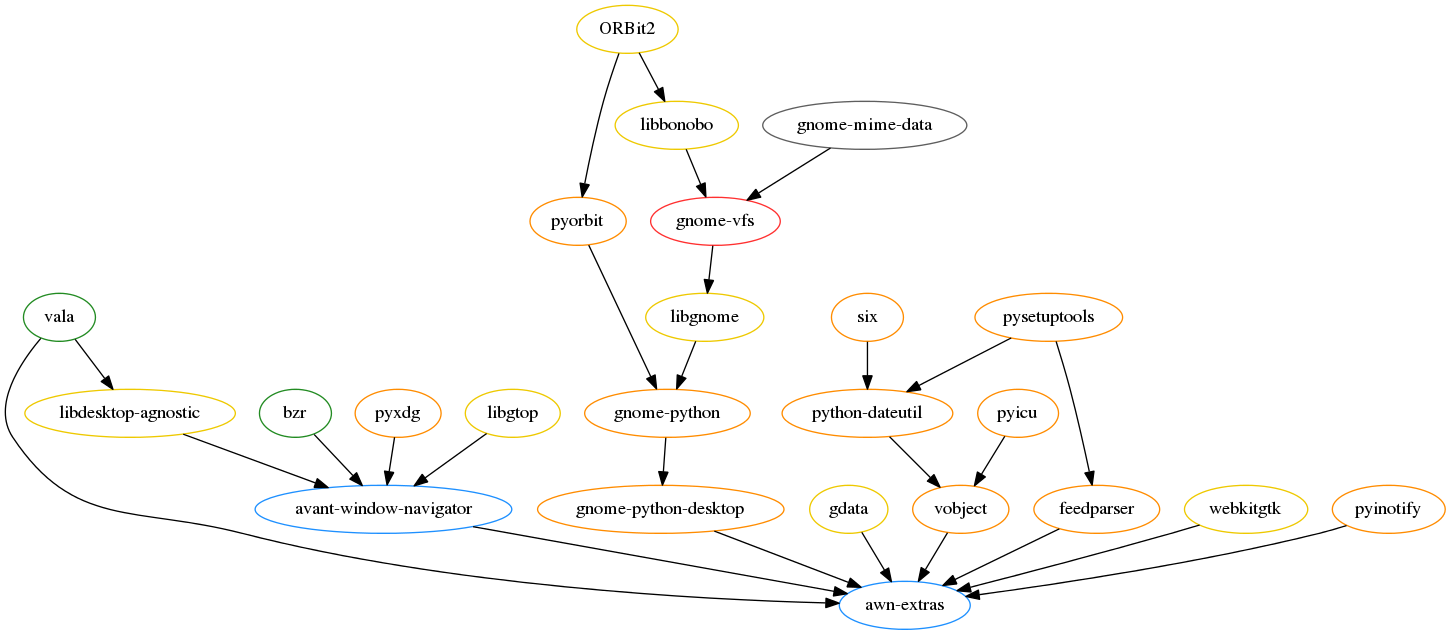 ORBit2
libbonobo
gnome-mime-data
pyorbit
gnome-vfs
vala
libgnome
six
pysetuptools
libdesktop-agnostic
bzr
pyxdg
libgtop
gnome-python
python-dateutil
pyicu
avant-window-navigator
gnome-python-desktop
gdata
vobject
feedparser
webkitgtk
pyinotify
awn-extras